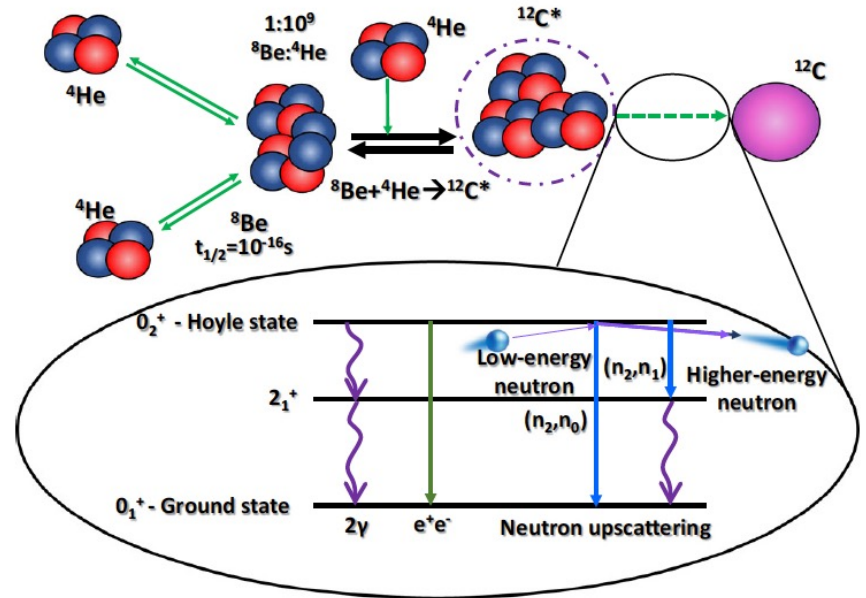 ⁴He
1:10⁹
⁸Be:⁴He
⁴He
¹²C*
¹²C
⁸Be+⁴He→¹²C*
⁴He
⁸Be
t₁/₂=10⁻¹⁶s
0₂⁺ - Hoyle state
Low-energy
neutron
(n₂,n₁)
Higher-energy
neutron
2₁⁺
(n₂,n₀)
0₁⁺- Ground state
2γ
e⁺e⁻
Neutron upscattering